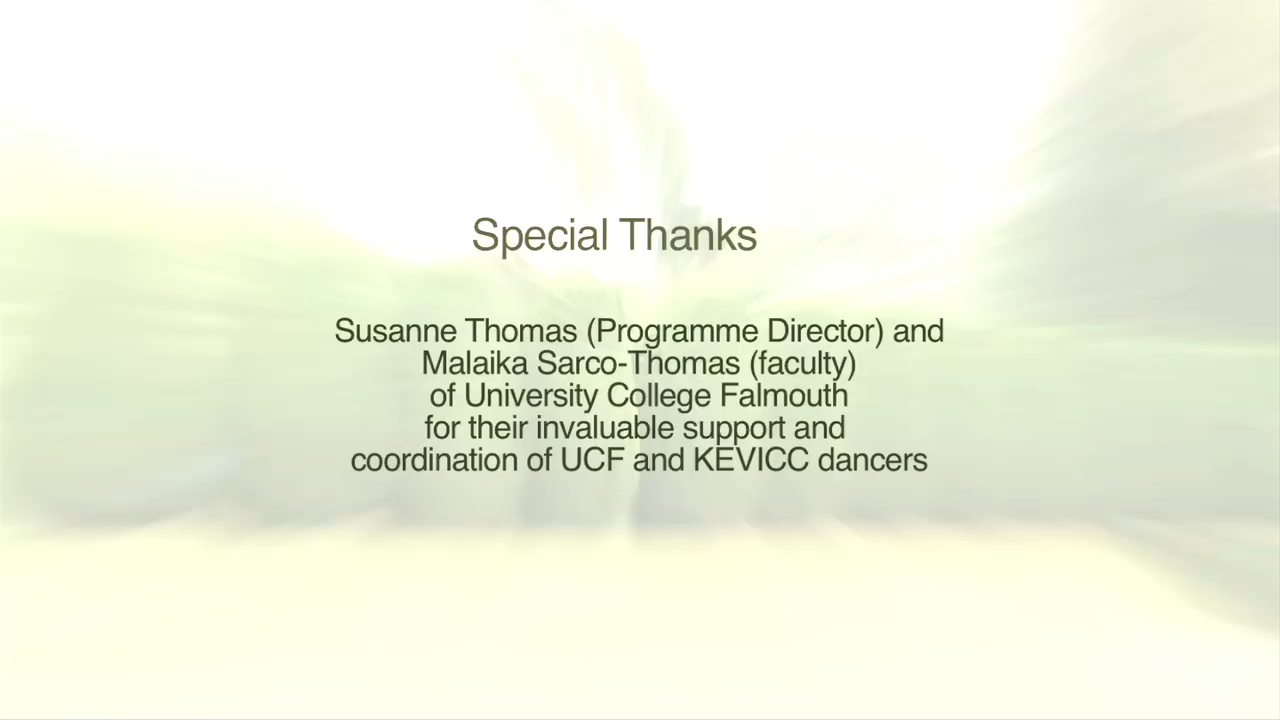 Special Thanks
Susanne Thomas (Programme Director) and
Malaika Sarco-Thomas (faculty)
of University College Falmouth
for their invaluable support and
coordination of UCF and KEVICC dancers